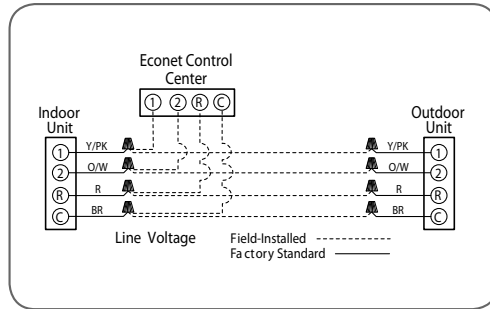 Econet Control
Center
1 2 R C
Indoor
Unit
Outdoor
Unit
1 Y/PK Y/PK 1
2 O/W O/W 2
R R R R
C BR BR C
Line Voltage
Field-Installed
Factory Standard